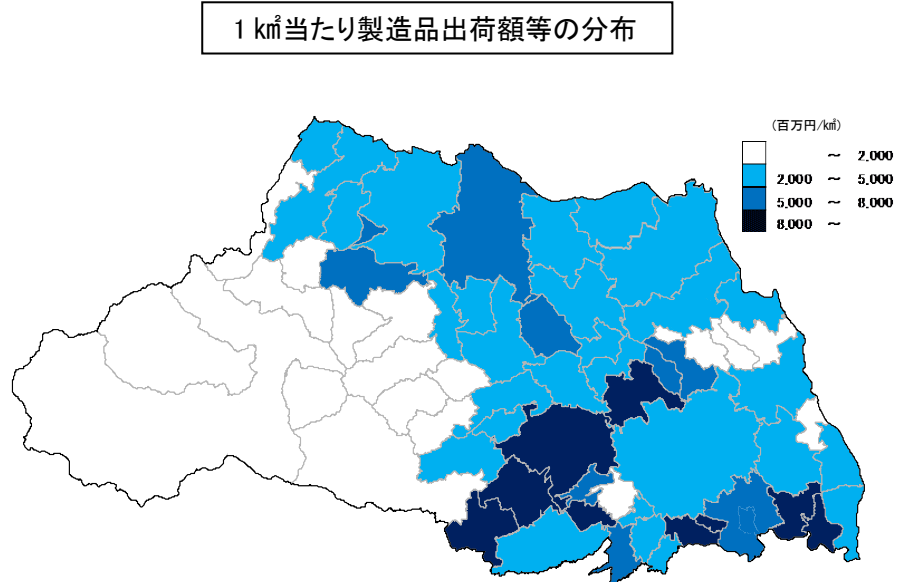 1㎢当たり製造品出荷額等の分布
(百万円/㎢)
～ 2,000
2,000 ～ 5,000
5,000 ～ 8,000
8,000 ～